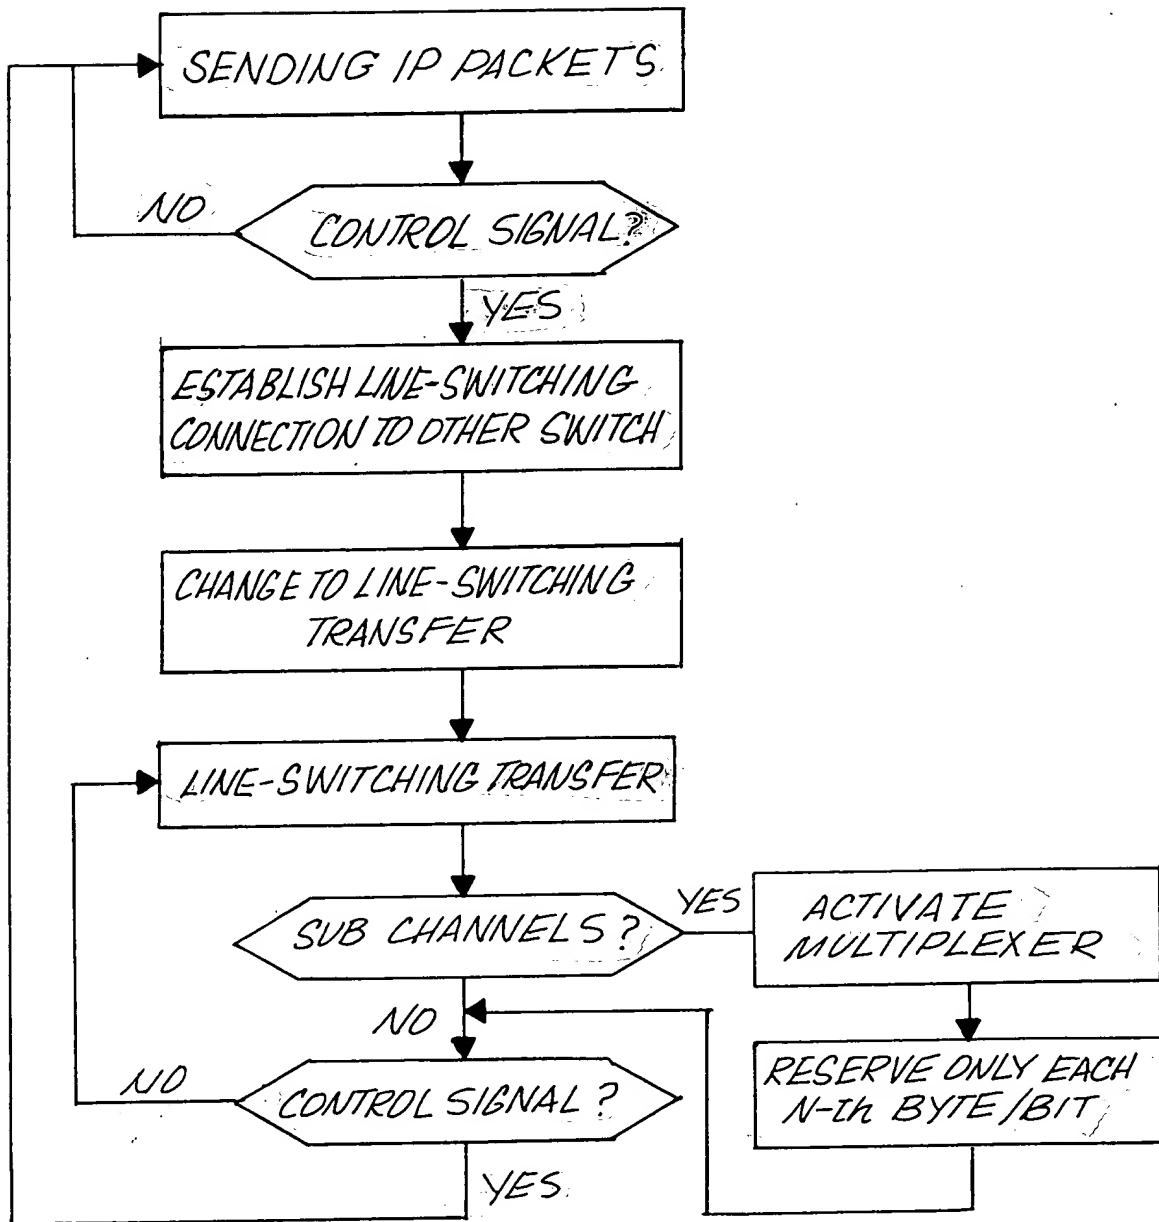 SENDING IP PACKETS
NO
CONTROL SIGNAL?
YES
ESTABLISH LINE-SWITCHING
CONNECTION TO OTHER SWITCH
CHANGE TO LINE-SWITCHING
TRANSFER
LINE-SWITCHING TRANSFER
SUB CHANNELS?
YES
ACTIVATE
MULTIPLEXER
NO
RESERVE ONLY EACH
N-th BYTE/BIT
NO
CONTROL SIGNAL?
YES